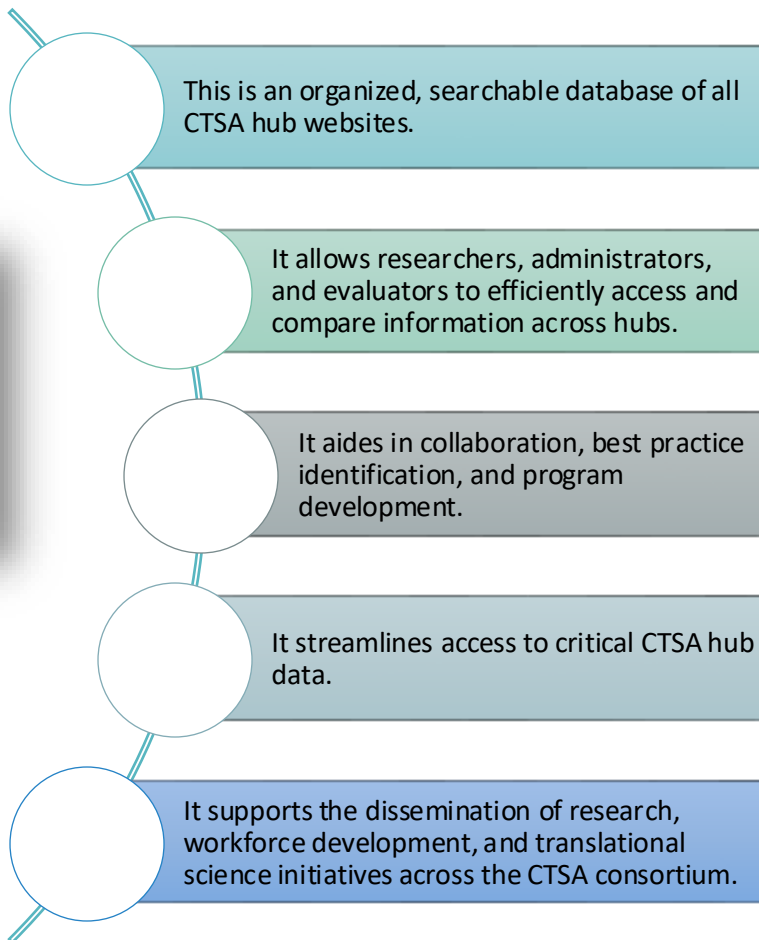 This is an organized, searchable database of all
CTSA hub websites.
It allows researchers, administrators,
and evaluators to efficiently access and
compare information across hubs.
It aides in collaboration, best practice
identification, and program
development.
It streamlines access to critical CTSA hub
data.
It supports the dissemination of research,
workforce development, and translational
science initiatives across the CTSA consortium.